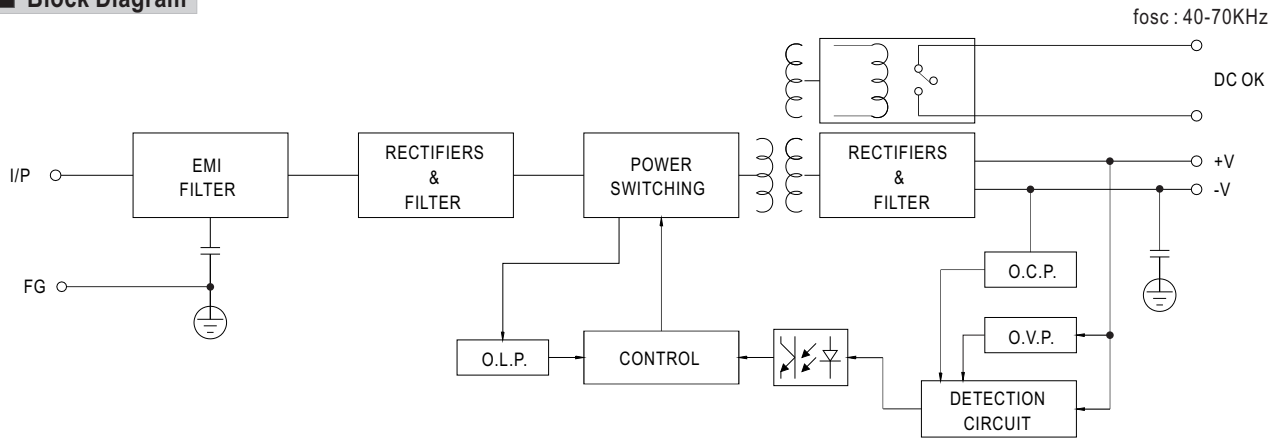 Block Diagram
fosc : 40-70KHz
DC OK
I/P
EMI
FILTER
RECTIFIERS
&
FILTER
POWER
SWITCHING
RECTIFIERS
&
FILTER
+V
-V
FG
O.C.P.
O.V.P.
O.L.P.
CONTROL
DETECTION
CIRCUIT